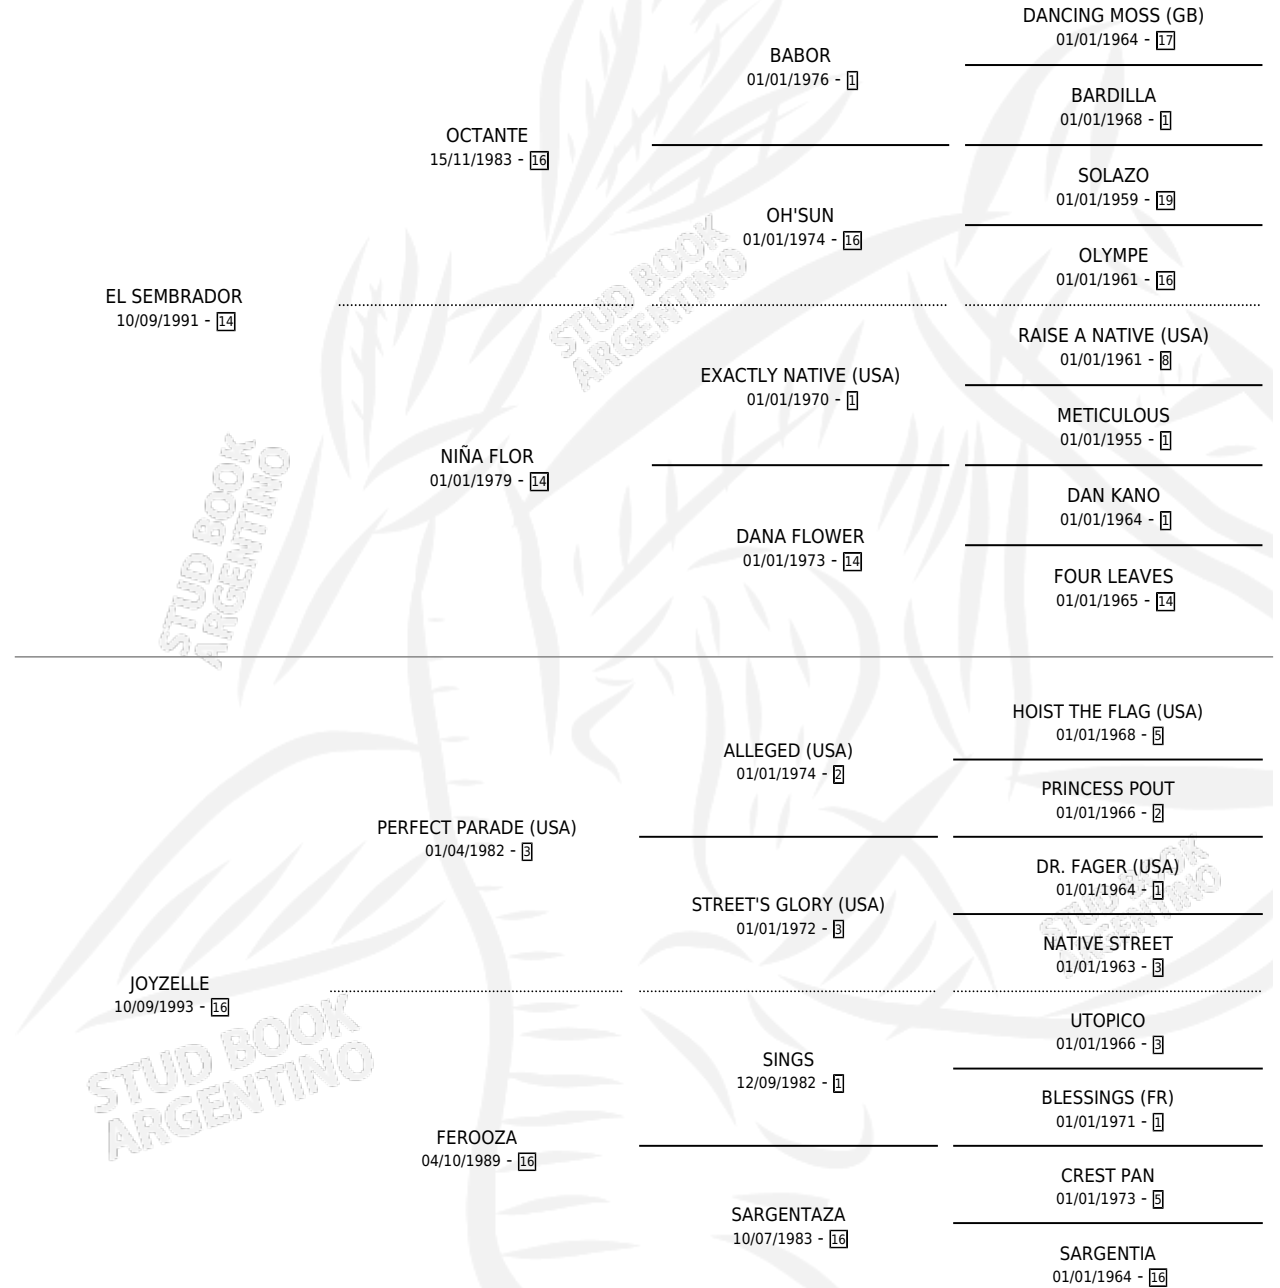 DANCING MOSS (GB)
01/01/1964 - 17
BABOR
01/01/1976 - 1
BARDILLA
01/01/1968 - 1
OCTANTE
15/11/1983 - 16
SOLAZO
01/01/1959 - 19
OH'SUN
01/01/1974 - 16
OLYMPE
01/01/1961 - 16
EL SEMBRADOR
10/09/1991 - 14
RAISE A NATIVE (USA)
01/01/1961 - 8
EXACTLY NATIVE (USA)
01/01/1970 - 1
METICULOUS
01/01/1955 - 1
NIÑA FLOR
01/01/1979 - 14
DAN KANO
01/01/1964 - 1
DANA FLOWER
01/01/1973 - 14
FOUR LEAVES
01/01/1965 - 14
STUD BOOK
ARGENTINO
STUD BOOK
ARGENTINO
HOIST THE FLAG (USA)
01/01/1968 - 5
ALLEGED (USA)
01/01/1974 - 2
PRINCESS POUT
01/01/1966 - 2
PERFECT PARADE (USA)
01/04/1982 - 3
DR. FAGER (USA)
01/01/1964 - 1
STREET'S GLORY (USA)
01/01/1972 - 3
NATIVE STREET
01/01/1963 - 3
STUD BOOK
ARGENTINO
JOYZELLE
10/09/1993 - 16
UTOPICO
01/01/1966 - 3
SINGS
12/09/1982 - 1
BLESSINGS (FR)
01/01/1971 - 1
FEROOZA
04/10/1989 - 16
CREST PAN
01/01/1973 - 5
SARGENTAZA
10/07/1983 - 16
SARGENTIA
01/01/1964 - 16
STUD BOOK
ARGENTINO